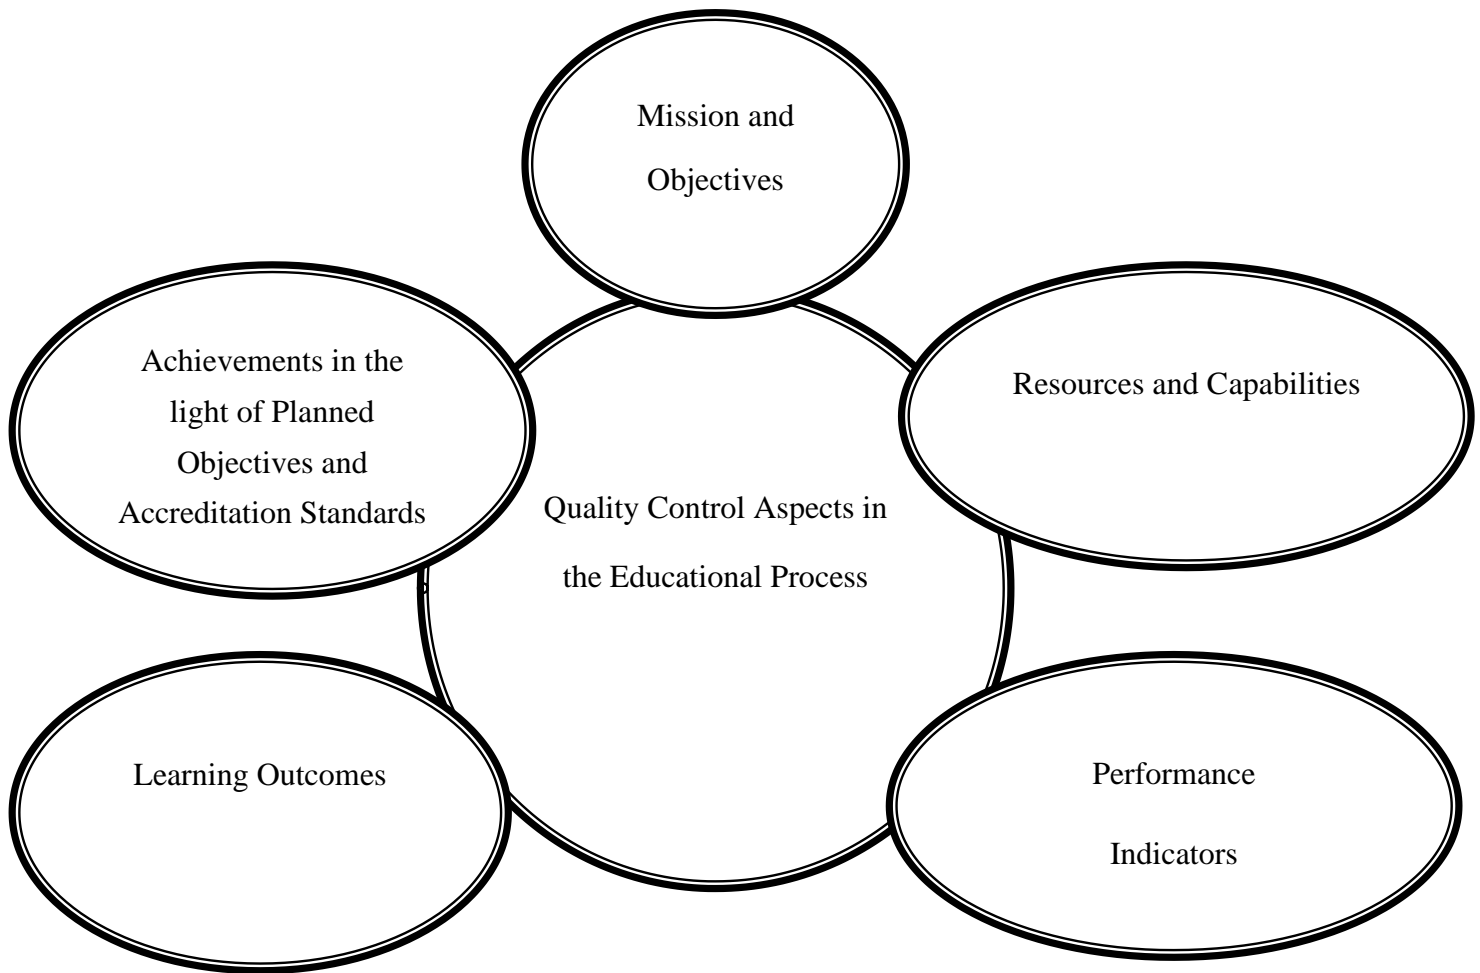 Mission and
Objectives
Achievements in the
light of Planned
Objectives and
Accreditation Standards
Resources and Capabilities
Quality Control Aspects in
the Educational Process
Learning Outcomes
Performance
Indicators